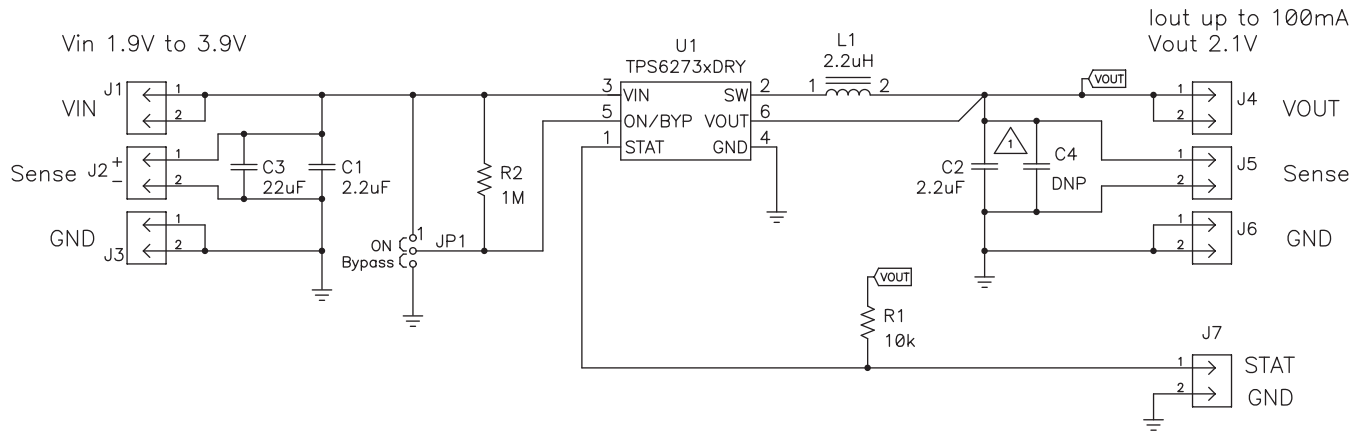 Iout up to 100mA
Vout 2.1V
Vin 1.9V to 3.9V
U1
TPS6273xDRY
L1
2.2uH
1 2
VOUT
J1
VIN
1
2
3 VIN
5 ON/BYP
1 STAT
SW 2
VOUT 6
GND 4
1
2
J4
VOUT
Sense
J2
+
-
1
2
C3
22uF
C1
2.2uF
R2
1M
C2
2.2uF
1
C4
DNP
1
2
J5
Sense
GND
J3
1
2
ON
Bypass
1
JP1
1
2
J6
GND
VOUT
R1
10k
J7
1
2
STAT
GND